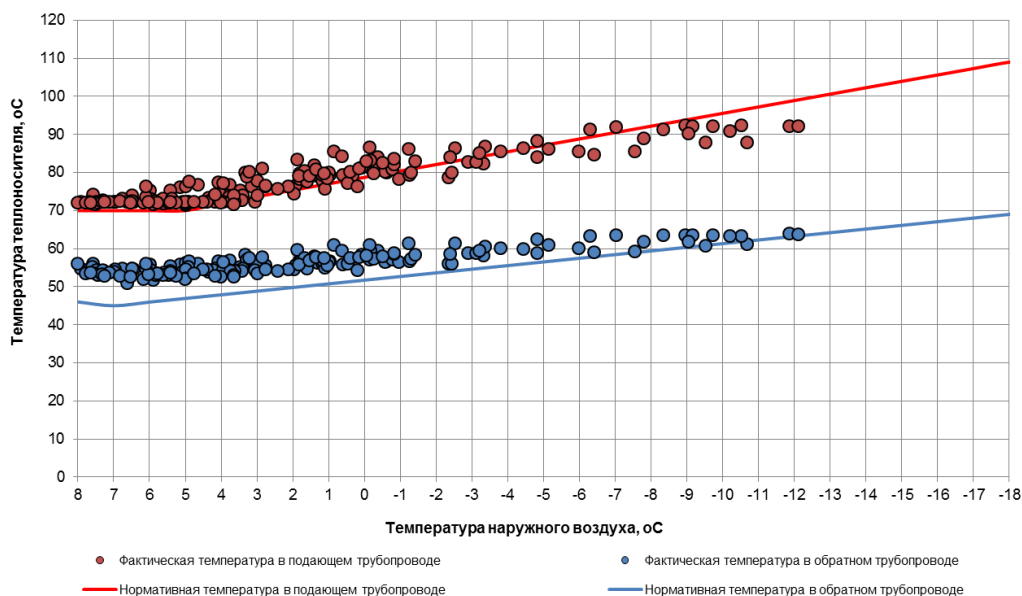 Температура теплоносителя, оС
120
110
100
90
80
70
60
50
40
30
20
10
0
8 7 6 5 4 3 2 1 0 -1 -2 -3 -4 -5 -6 -7 -8 -9 -10 -11 -12 -13 -14 -15 -16 -17 -18
Температура наружного воздуха, оС
Фактическая температура в подающем трубопроводе
Фактическая температура в обратном трубопроводе
Нормативная температура в подающем трубопроводе
Нормативная температура в обратном трубопроводе